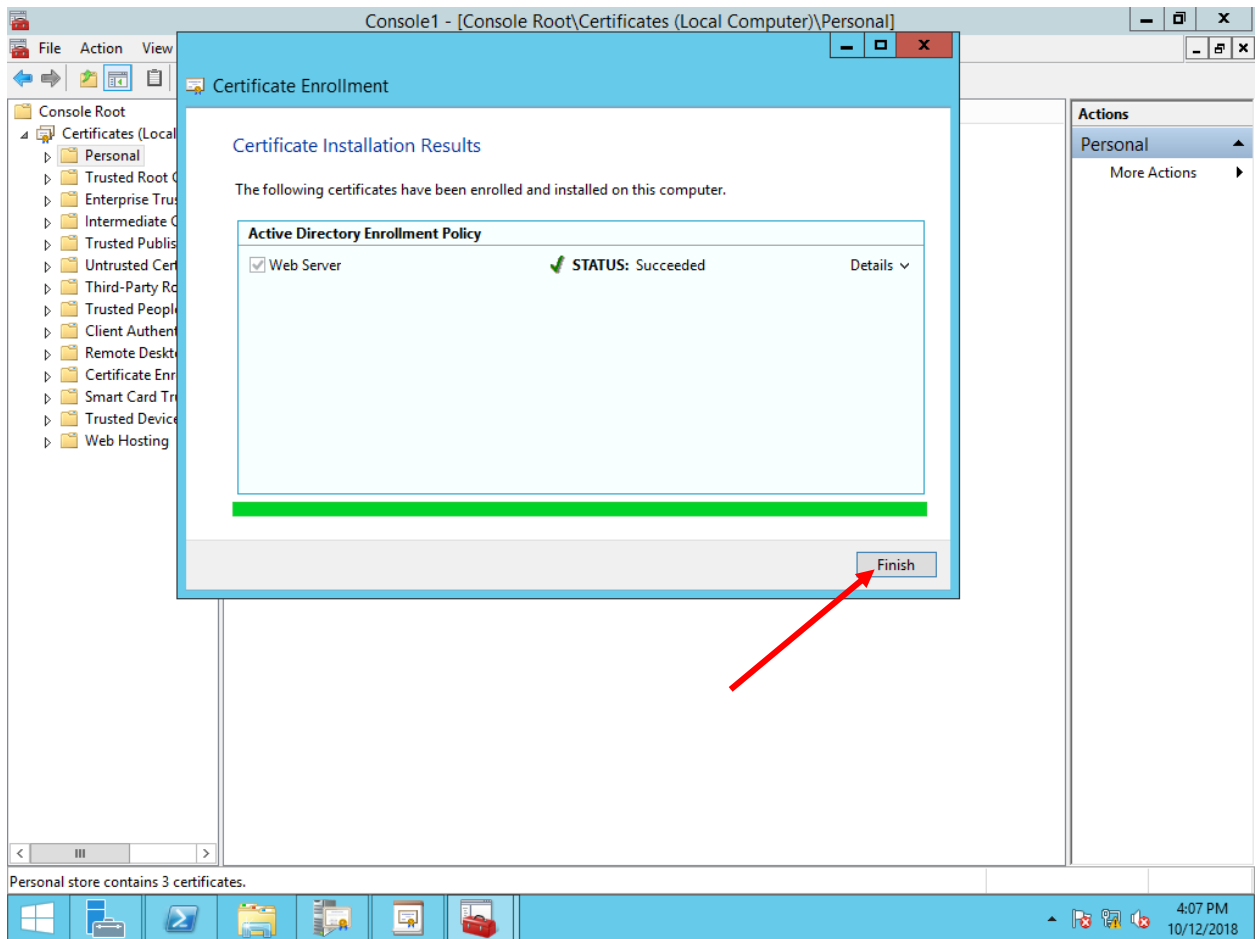 Console1 - [Console Root\Certificates (Local Computer)\Personal]
File Action View
Certificate Enrollment
Console Root
Certificates (Local
Personal
Trusted Root C
Enterprise Trus
Intermediate C
Trusted Publis
Untrusted Cert
Third-Party Ro
Trusted People
Client Authent
Remote Deskto
Certificate Enr
Smart Card Tru
Trusted Device
Web Hosting
Certificate Installation Results
The following certificates have been enrolled and installed on this computer.
Active Directory Enrollment Policy
Web Server STATUS: Succeeded Details
Finish
Actions
Personal
More Actions
Personal store contains 3 certificates.
4:07 PM
10/12/2018